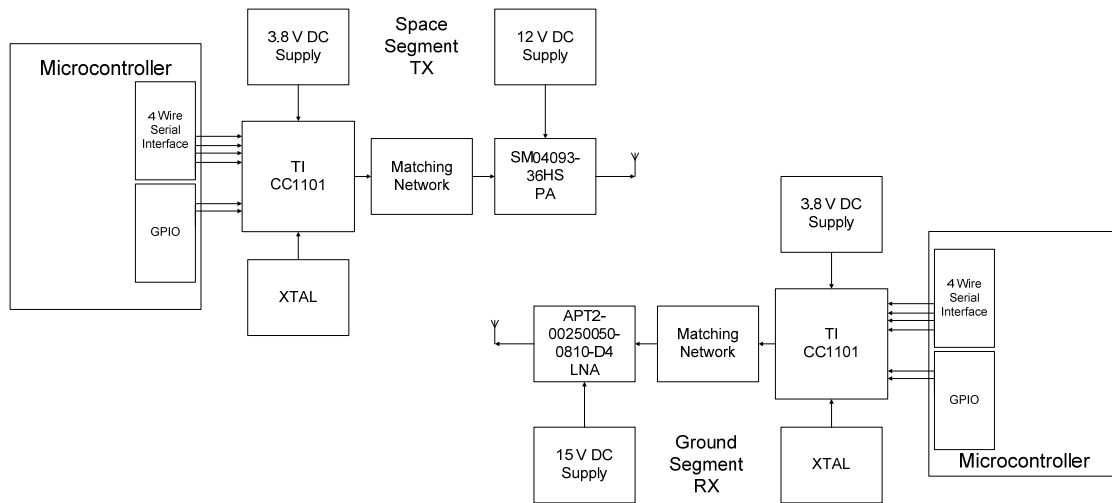 Microcontroller
4 Wire
Serial
Interface
GPIO
3.8 V DC
Supply
TI
CC1101
XTAL
Space
Segment
TX
Matching
Network
12 V DC
Supply
SM04093-
36HS
PA
APT2-
00250050-
0810-D4
LNA
15 V DC
Supply
Matching
Network
Ground
Segment
RX
3.8 V DC
Supply
TI
CC1101
XTAL
4 Wire
Serial
Interface
GPIO
Microcontroller